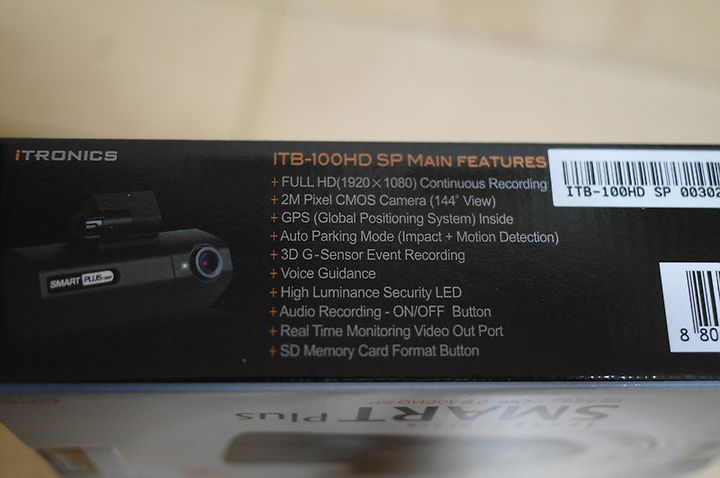 iTRONICS
ITB-100HD SP MAIN FEATURES
+ FULL HD(1920×1080) Continuous Recording
+ 2M Pixel CMOS Camera (144˚ View)
+ GPS (Global Positioning System) Inside
+ Auto Parking Mode (Impact + Motion Detection)
+ 3D G-Sensor Event Recording
+ Voice Guidance
+ High Luminance Security LED
+ Audio Recording - ON/OFF Button
+ Real Time Monitoring Video Out Port
+ SD Memory Card Format Button
SMART PLUS
ITB-100HD SP 00302
8 80
ITB-100HD SP
SMART Plus